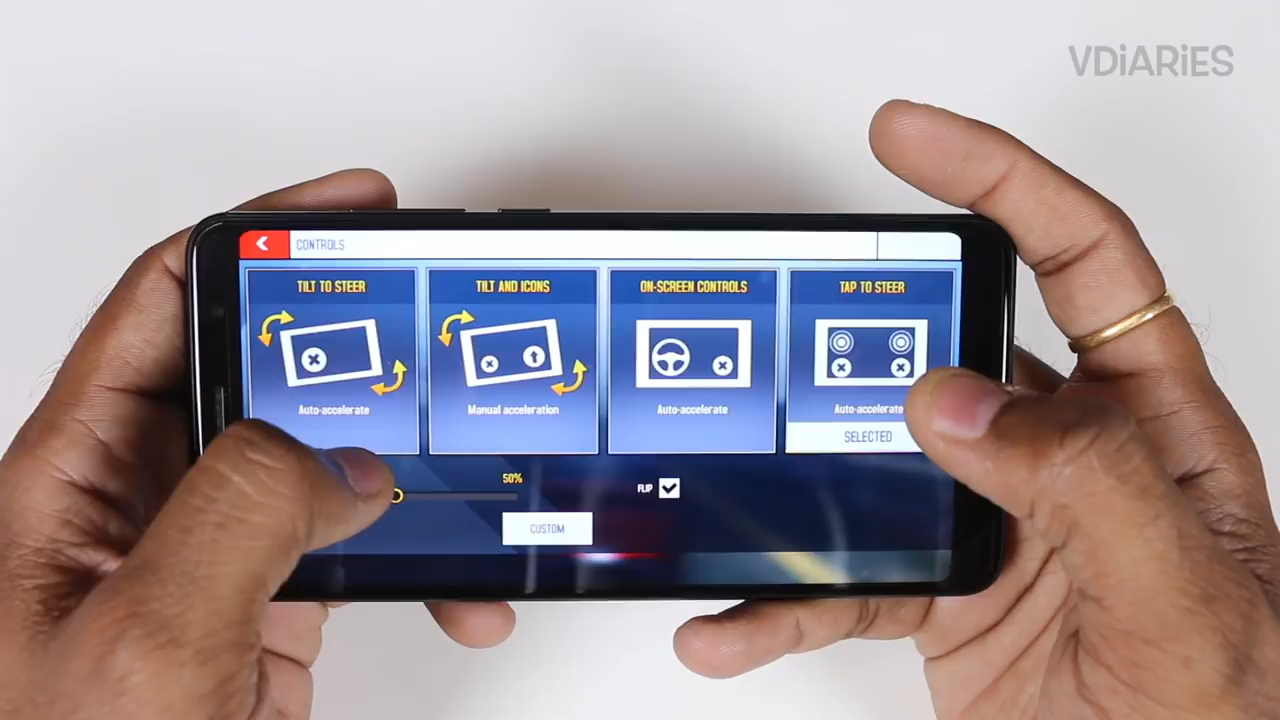 VDiARiES
CONTROLS
TILT TO STEER
TILT AND ICONS
ON-SCREEN CONTROLS
TAP TO STEER
Auto-accelerate
Manual acceleration
Auto-accelerate
Auto-accelerate
SELECTED
50%
FLIP
CUSTOM